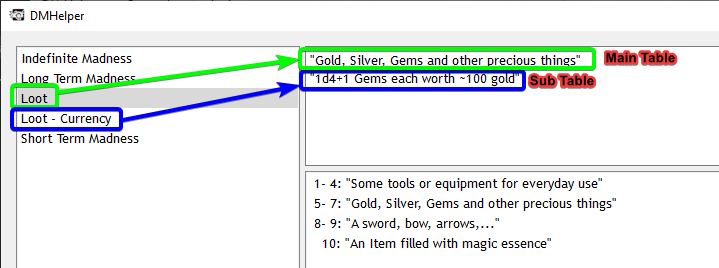 DMHelper
Indefinite Madness
Long Term Madness
Loot
Loot - Currency
Short Term Madness
"Gold, Silver, Gems and other precious things"
Main Table
"1d4+1 Gems each worth ~100 gold"
Sub Table
1- 4: "Some tools or equipment for everyday use"
5- 7: "Gold, Silver, Gems and other precious things"
8- 9: "A sword, bow, arrows,..."
10: "An Item filled with magic essence"